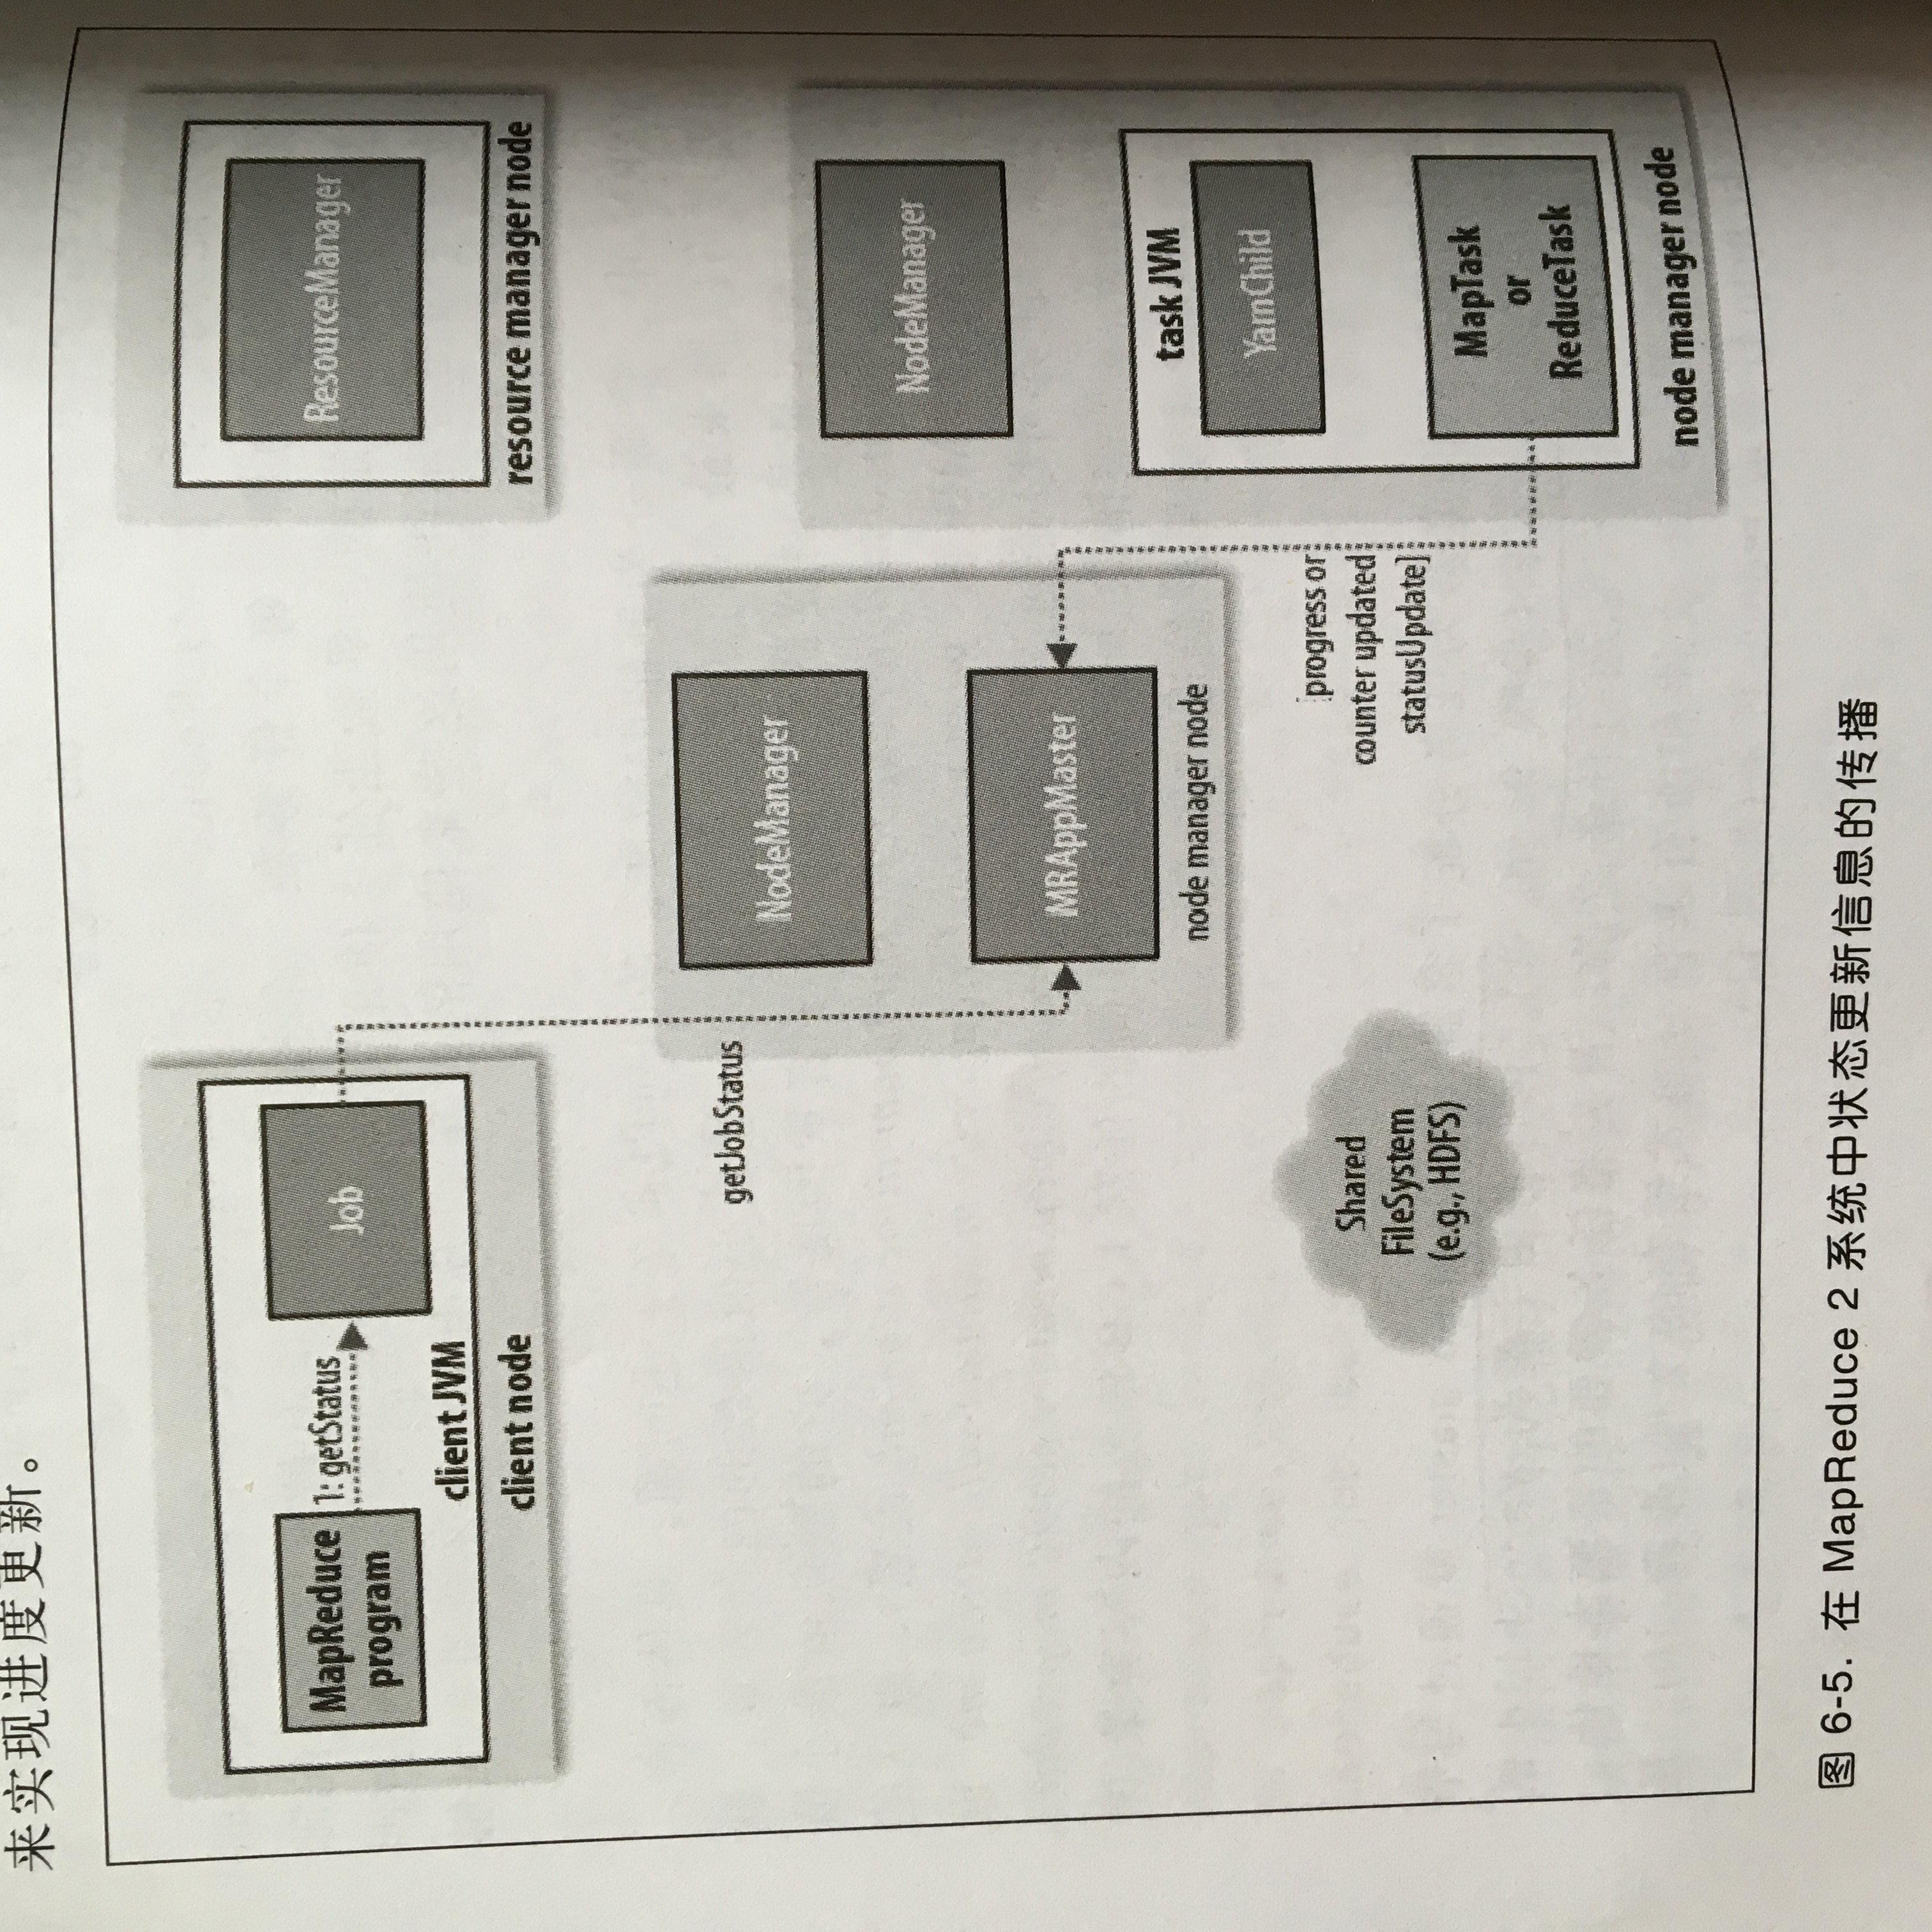 来实现进度更新。
MapReduce
program
1: getStatus
Job
client JVM
client node
ResourceManager
resource manager node
getJobStatus
NodeManager
MRAppMaster
node manager node
NodeManager
task JVM
YarnChild
MapTask
or
ReduceTask
node manager node
[progress or
counter updated
statusUpdate]
Shared
FileSystem
(e.g., HDFS)
图 6-5. 在 MapReduce 2 系统中状态更新信息的传播